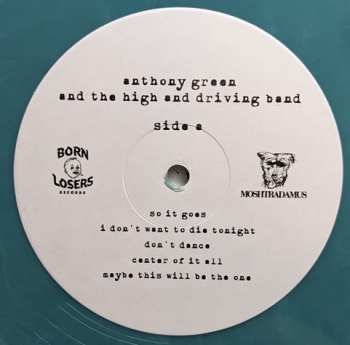 anthony green
and the high and driving band
side a
BORN
LOSERS
RECORDS
MOSHTRADAMUS
so it goes
i don't want to die tonight
don't dance
center of it all
maybe this will be the one